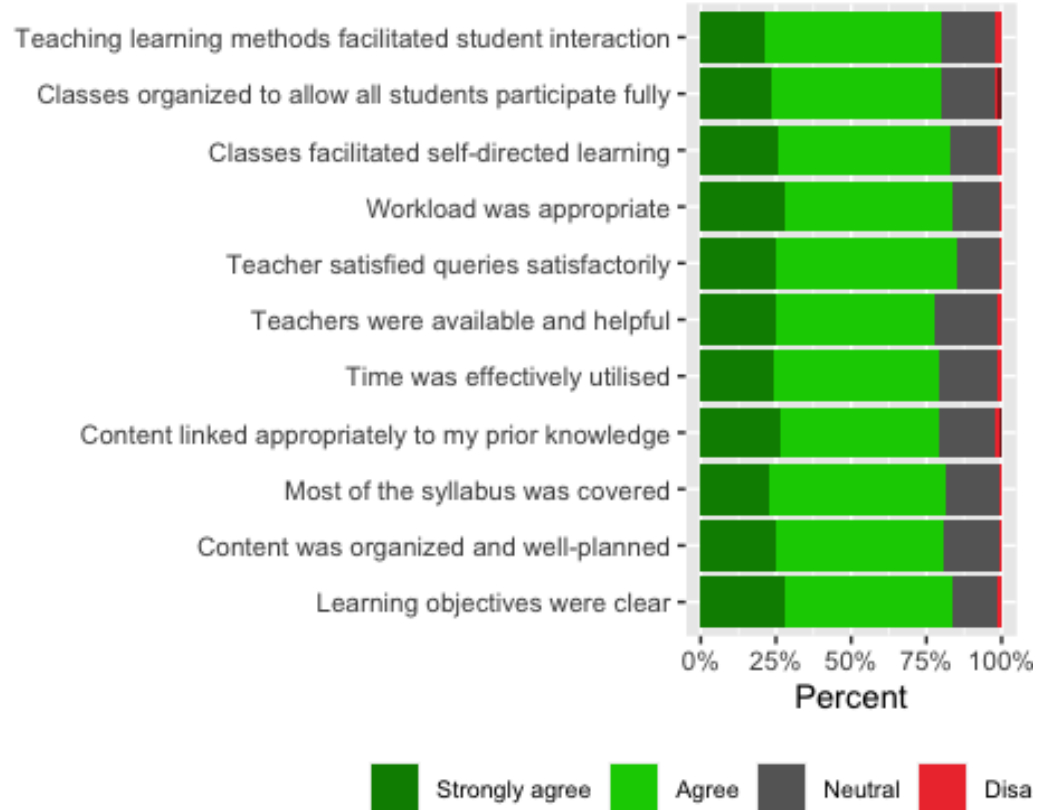 Teaching learning methods facilitated student interaction
Classes organized to allow all students participate fully
Classes facilitated self-directed learning
Workload was appropriate
Teacher satisfied queries satisfactorily
Teachers were available and helpful
Time was effectively utilised
Content linked appropriately to my prior knowledge
Most of the syllabus was covered
Content was organized and well-planned
Learning objectives were clear
0% 25% 50% 75% 100%
Percent
Strongly agree Agree Neutral Disa